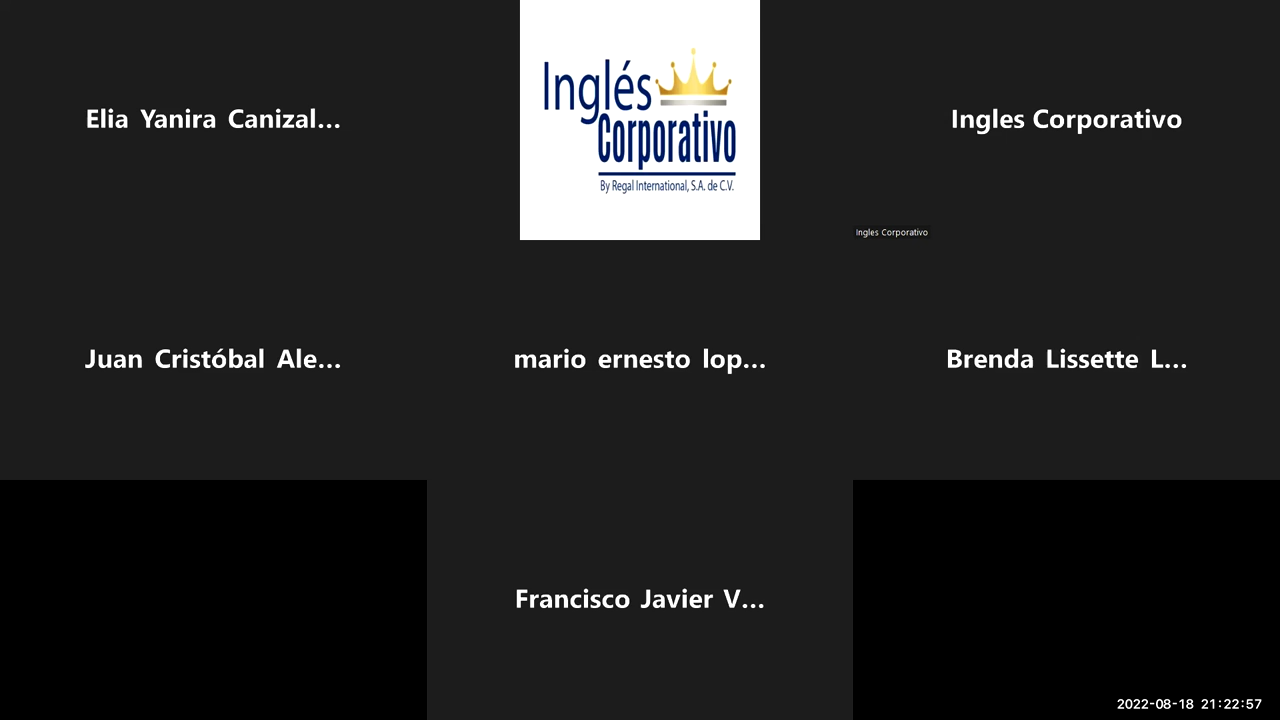 Elia Yanira Canizal...
Inglés
Corporativo
By Regal International, S.A. de C.V.
Ingles Corporativo
Ingles Corporativo
Juan Cristóbal Ale...
mario ernesto lop...
Brenda Lissette L...
Francisco Javier V...
2022-08-18 21:22:57